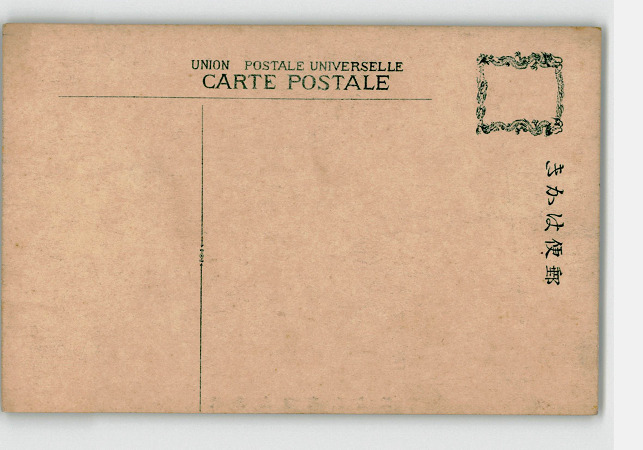 UNION POSTALE UNIVERSELLE
CARTE POSTALE
きかは便郵